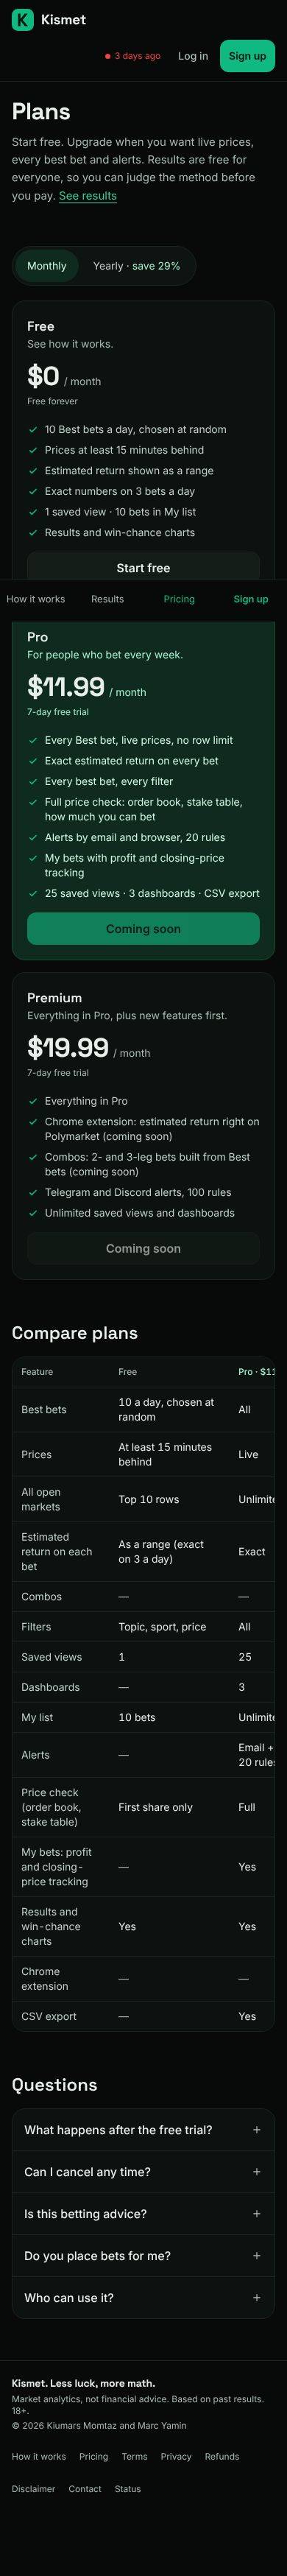 K Kismet
3 days ago Log in Sign up
Plans
Start free. Upgrade when you want live prices,
every best bet and alerts. Results are free for
everyone, so you can judge the method before
you pay. See results
Monthly Yearly · save 29%
Free
See how it works.
$0 / month
Free forever
10 Best bets a day, chosen at random
Prices at least 15 minutes behind
Estimated return shown as a range
Exact numbers on 3 bets a day
1 saved view · 10 bets in My list
Results and win-chance charts
Start free
How it works Results Pricing Sign up
Pro
For people who bet every week.
$11.99 / month
7-day free trial
Every Best bet, live prices, no row limit
Exact estimated return on every bet
Every best bet, every filter
Full price check: order book, stake table,
how much you can bet
Alerts by email and browser, 20 rules
My bets with profit and closing-price
tracking
25 saved views · 3 dashboards · CSV export
Coming soon
Premium
Everything in Pro, plus new features first.
$19.99 / month
7-day free trial
Everything in Pro
Chrome extension: estimated return right on
Polymarket (coming soon)
Combos: 2- and 3-leg bets built from Best
bets (coming soon)
Telegram and Discord alerts, 100 rules
Unlimited saved views and dashboards
Coming soon
Compare plans
Feature Free Pro · $11
Best bets 10 a day, chosen at
random All
Prices At least 15 minutes
behind Live
All open
markets Top 10 rows Unlimite
Estimated
return on each
bet As a range (exact
on 3 a day) Exact
Combos — —
Filters Topic, sport, price All
Saved views 1 25
Dashboards — 3
My list 10 bets Unlimite
Alerts — Email +
20 rules
Price check
(order book,
stake table) First share only Full
My bets: profit
and closing-
price tracking — Yes
Results and
win-chance
charts Yes Yes
Chrome
extension — —
CSV export — Yes
Questions
What happens after the free trial? +
Can I cancel any time? +
Is this betting advice? +
Do you place bets for me? +
Who can use it? +
Kismet. Less luck, more math.
Market analytics, not financial advice. Based on past results.
18+.
© 2026 Kiumars Momtaz and Marc Yamin
How it works Pricing Terms Privacy Refunds
Disclaimer Contact Status